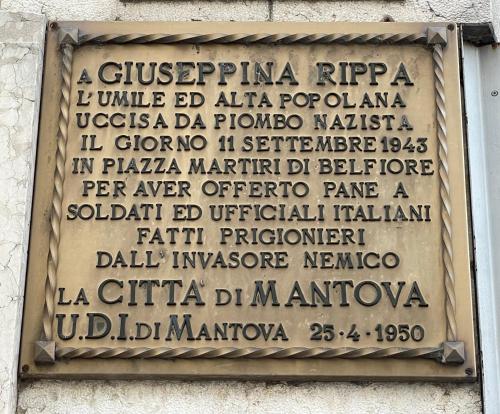 A GIUSEPPINA RIPPA
L'UMILE ED ALTA POPOLANA
UCCISA DA PIOMBO NAZISTA
IL GIORNO 11 SETTEMBRE 1943
IN PIAZZA MARTIRI DI BELFIORE
PER AVER OFFERTO PANE A
SOLDATI ED UFFICIALI ITALIANI
FATTI PRIGIONIERI
DALL'INVASORE NEMICO
LA CITTÀ DI MANTOVA
U.D.I. DI MANTOVA 25·4·1950